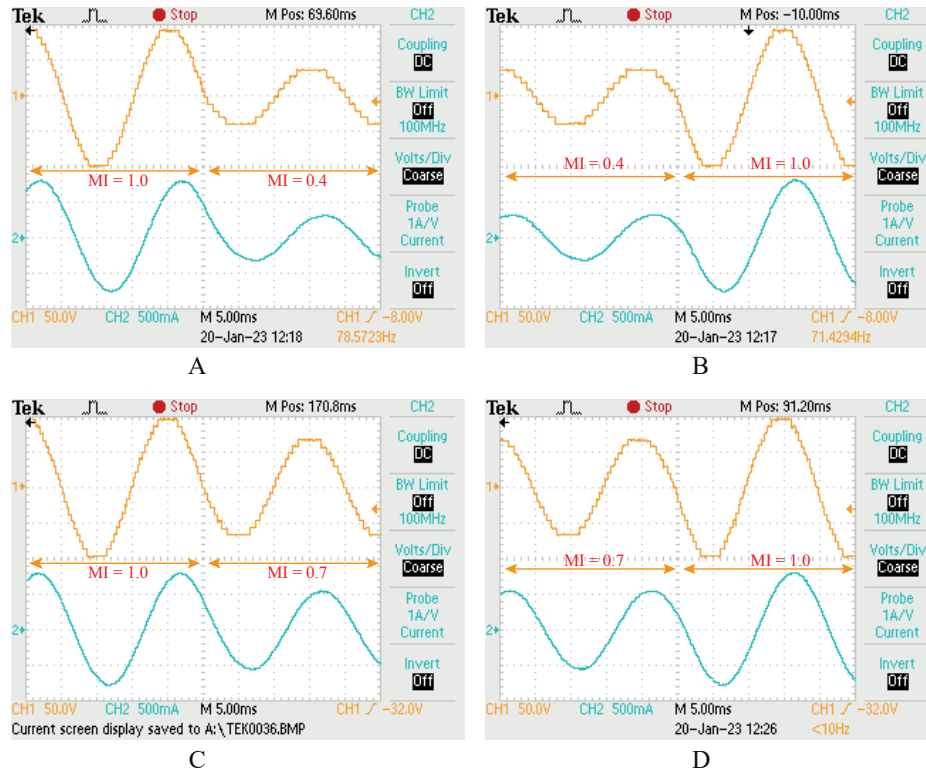 Tek Stop M Pos: 69.60ms CH2
Coupling
DC
1
BW Limit
Off
100MHz
Volts/Div
Coarse
MI = 1.0 MI = 0.4
Probe
1A/V
Current
2
Invert
Off
CH1 50.0V CH2 500mA M 5.00ms CH1 -8.00V
20-Jan-23 12:18 78.5723Hz
A
Tek Stop M Pos: -10.00ms CH2
Coupling
DC
1
BW Limit
Off
100MHz
Volts/Div
Coarse
MI = 0.4 MI = 1.0
Probe
1A/V
Current
2
Invert
Off
CH1 50.0V CH2 500mA M 5.00ms CH1 -8.00V
20-Jan-23 12:17 71.4294Hz
B
Tek Stop M Pos: 170.8ms CH2
Coupling
DC
1
BW Limit
Off
100MHz
Volts/Div
Coarse
MI = 1.0 MI = 0.7
Probe
1A/V
Current
2
Invert
Off
CH1 50.0V CH2 500mA M 5.00ms CH1 -32.0V
Current screen display saved to A:\TEK0036.BMP
C
Tek Stop M Pos: 91.20ms CH2
Coupling
DC
1
BW Limit
Off
100MHz
Volts/Div
Coarse
MI = 0.7 MI = 1.0
Probe
1A/V
Current
2
Invert
Off
CH1 50.0V CH2 500mA M 5.00ms CH1 -32.0V
20-Jan-23 12:26 <10Hz
D